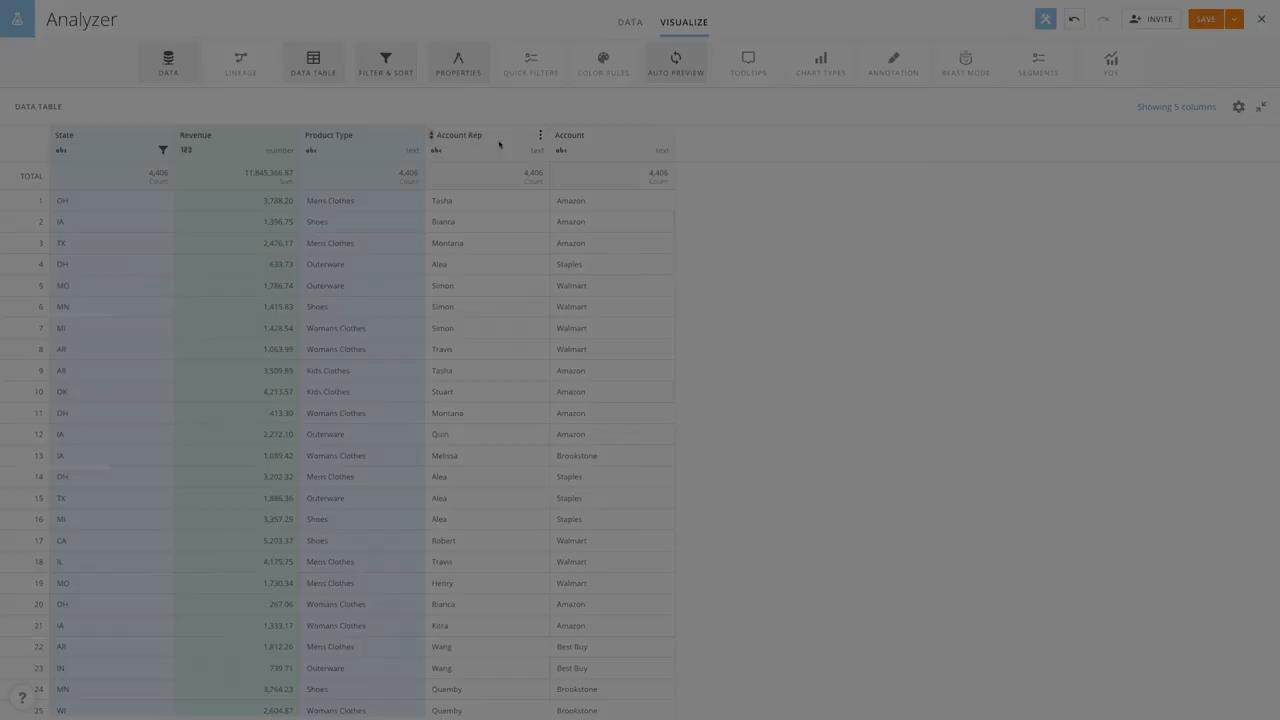 Analyzer
DATA VISUALIZE INVITE SAVE
DATA LINEAGE DATA TABLE FILTER & SORT PROPERTIES QUICK FILTERS COLOR RULES AUTO PREVIEW TOOLTIPS CHART TYPES ANNOTATION BEAST MODE SEGMENTS YOY
DATA TABLE Showing 5 columns
State Revenue Product Type Account Rep Account
abc 123 number abc text abc text abc text
TOTAL 4,406 11,845,366.87 4,406 4,406 4,406
Count Sum Count Count Count
1 OH 3,788.20 Mens Clothes Tasha Amazon
2 IA 1,396.75 Shoes Bianca Amazon
3 TX 2,476.17 Mens Clothes Montana Amazon
4 OH 633.73 Outerware Alea Staples
5 MO 1,786.74 Outerware Simon Walmart
6 MN 1,415.83 Shoes Simon Walmart
7 MI 1,428.54 Womans Clothes Simon Walmart
8 AR 1,063.99 Womans Clothes Travis Walmart
9 AR 3,509.89 Kids Clothes Tasha Amazon
10 OK 4,213.57 Kids Clothes Stuart Amazon
11 OH 413.30 Womans Clothes Montana Amazon
12 IA 2,272.10 Outerware Quin Amazon
13 IA 1,089.42 Womans Clothes Melissa Brookstone
14 OH 3,202.32 Mens Clothes Alea Staples
15 TX 1,886.36 Outerware Alea Staples
16 MI 3,357.29 Shoes Alea Staples
17 CA 5,203.37 Shoes Robert Walmart
18 IL 4,175.75 Mens Clothes Travis Walmart
19 MO 1,730.34 Mens Clothes Henry Walmart
20 OH 267.06 Womans Clothes Bianca Amazon
21 IA 1,333.17 Womans Clothes Kitra Amazon
22 AR 1,812.26 Mens Clothes Wang Best Buy
23 IN 739.71 Outerware Wang Best Buy
24 MN 3,764.23 Shoes Quemby Brookstone
25 WI 2,604.87 Womans Clothes Quemby Brookstone
?